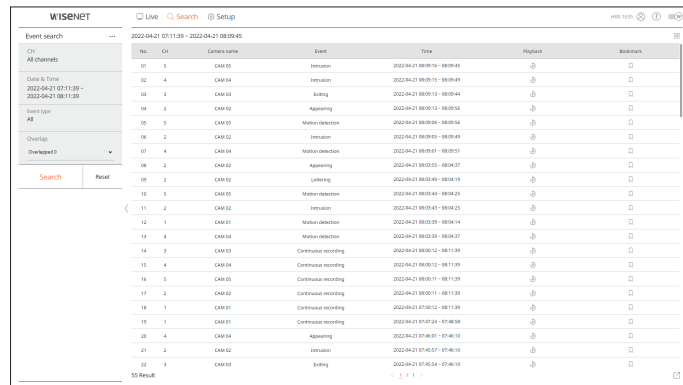 WISENET
Live Search Setup
HRX-1635
Event search ...
2022-04-21 07:11:39 ~ 2022-04-21 08:09:45
CH
All channels
Date & Time
2022-04-21 07:11:39 ~
2022-04-21 08:11:39
Event type
All
Overlap
Overlapped 0
Search Reset
No. CH Camera name Event Time Playback Bookmark
01 5 CAM 05 Intrusion 2022-04-21 08:09:16 ~ 08:09:45
02 4 CAM 04 Intrusion 2022-04-21 08:09:15 ~ 08:09:49
03 3 CAM 03 Exiting 2022-04-21 08:09:13 ~ 08:09:44
04 2 CAM 02 Appearing 2022-04-21 08:09:13 ~ 08:09:56
05 5 CAM 05 Motion detection 2022-04-21 08:09:06 ~ 08:09:56
06 2 CAM 02 Intrusion 2022-04-21 08:09:05 ~ 08:09:49
07 4 CAM 04 Motion detection 2022-04-21 08:09:01 ~ 08:09:51
08 2 CAM 02 Appearing 2022-04-21 08:03:55 ~ 08:04:37
09 2 CAM 02 Loitering 2022-04-21 08:03:49 ~ 08:04:19
10 5 CAM 05 Motion detection 2022-04-21 08:03:44 ~ 08:04:25
11 2 CAM 02 Intrusion 2022-04-21 08:03:43 ~ 08:04:25
12 1 CAM 01 Motion detection 2022-04-21 08:03:39 ~ 08:04:14
13 4 CAM 04 Motion detection 2022-04-21 08:03:39 ~ 08:04:37
14 3 CAM 03 Continuous recording 2022-04-21 08:00:12 ~ 08:11:39
15 4 CAM 04 Continuous recording 2022-04-21 08:00:12 ~ 08:11:39
16 5 CAM 05 Continuous recording 2022-04-21 08:00:11 ~ 08:11:39
17 2 CAM 02 Continuous recording 2022-04-21 08:00:11 ~ 08:11:39
18 1 CAM 01 Continuous recording 2022-04-21 07:50:12 ~ 08:11:39
19 1 CAM 01 Continuous recording 2022-04-21 07:47:24 ~ 07:48:58
20 4 CAM 04 Appearing 2022-04-21 07:46:01 ~ 07:46:10
21 2 CAM 02 Intrusion 2022-04-21 07:45:57 ~ 07:46:10
22 3 CAM 03 Exiting 2022-04-21 07:45:54 ~ 07:46:10
55 Result
< 1 / 1 >